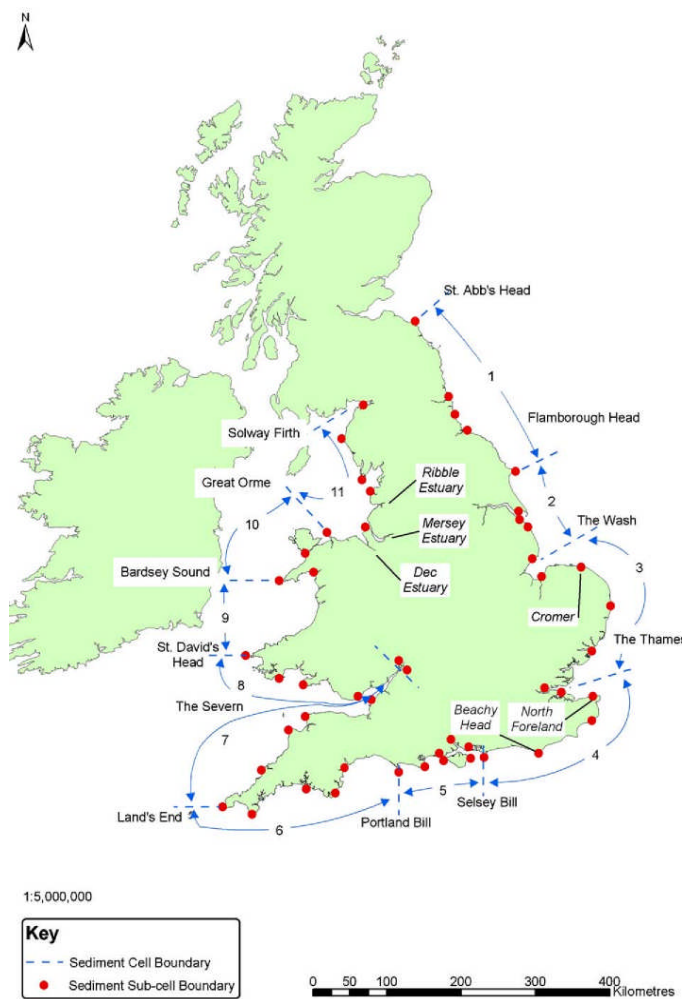 N
St. Abb's Head
1
Flamborough Head
Solway Firth
Great Orme
11
Ribble
Estuary
2
10
Mersey
Estuary
The Wash
Bardsey Sound
Dec
Estuary
3
9
Cromer
St. David's
Head
The Thames
8
The Severn
Beachy
Head
North
Foreland
7
4
5
Land's End
Selsey Bill
6
Portland Bill
1:5,000,000
Key
Sediment Cell Boundary
Sediment Sub-cell Boundary
0 50 100 200 300 400
Kilometres